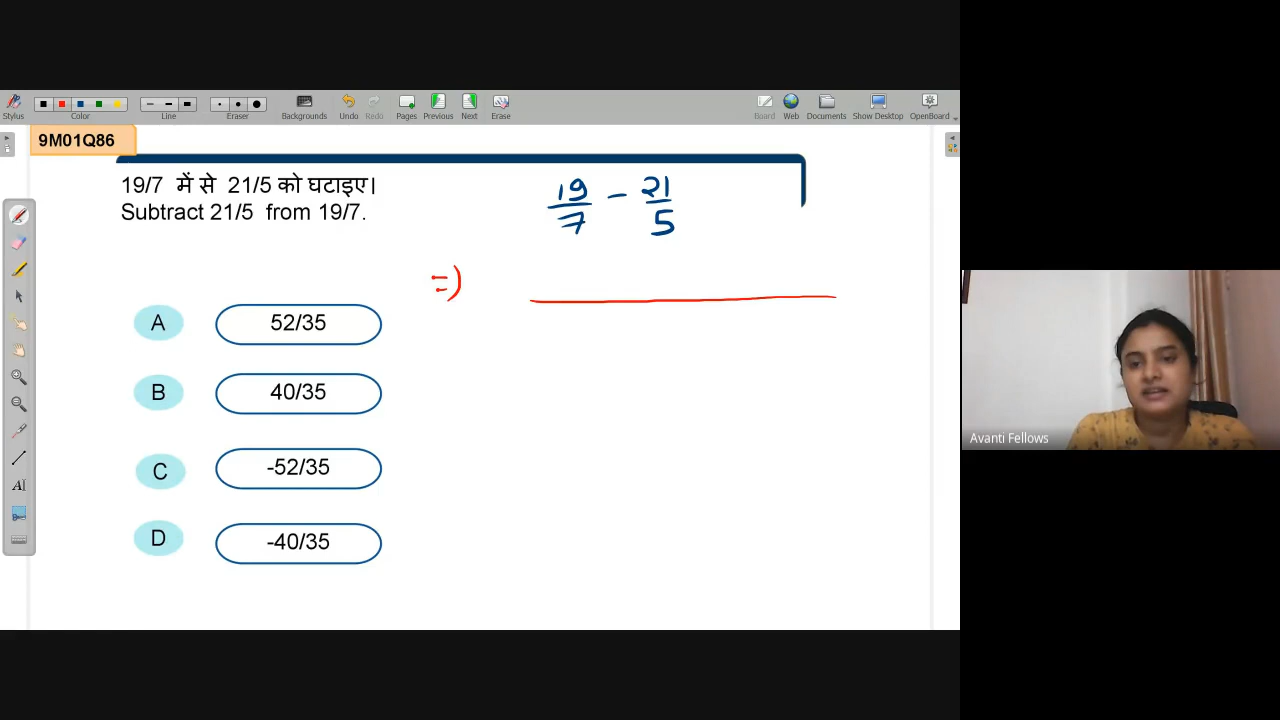 Stylus
Color
Line
Eraser
Backgrounds
Undo
Redo
Pages
Previous
Next
Erase
Board
Web
Documents
Show Desktop
OpenBoard
9M01Q86
19/7 में से 21/5 को घटाइए।
Subtract 21/5 from 19/7.
19/7 - 21/5
=)
A 52/35
B 40/35
C -52/35
D -40/35
AI
Avanti Fellows